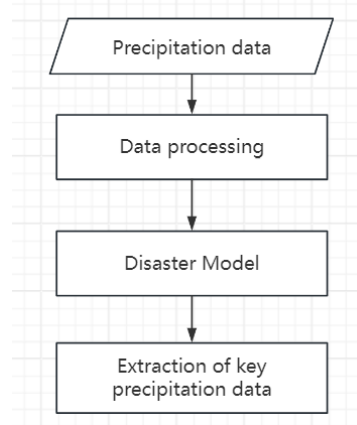 Precipitation data
Data processing
Disaster Model
Extraction of key
precipitation data